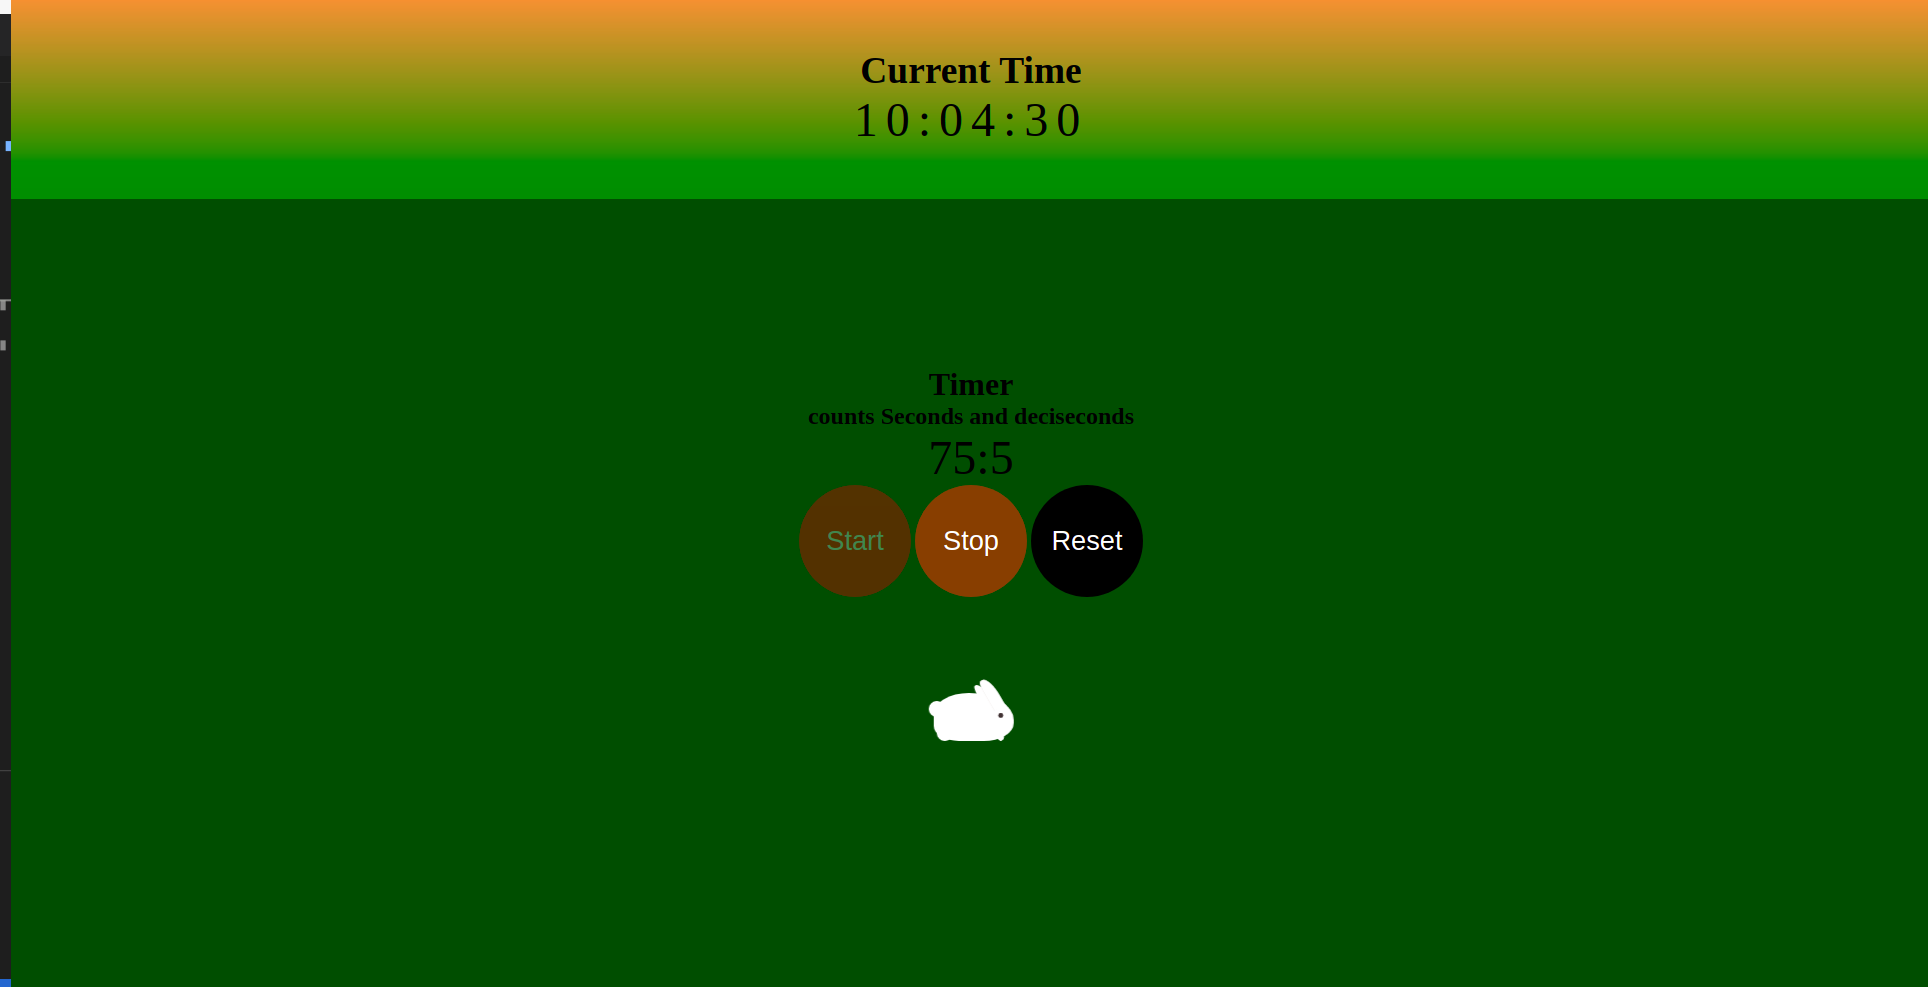 Current Time
10:04:30
Timer
counts Seconds and deciseconds
75:5
Start Stop Reset